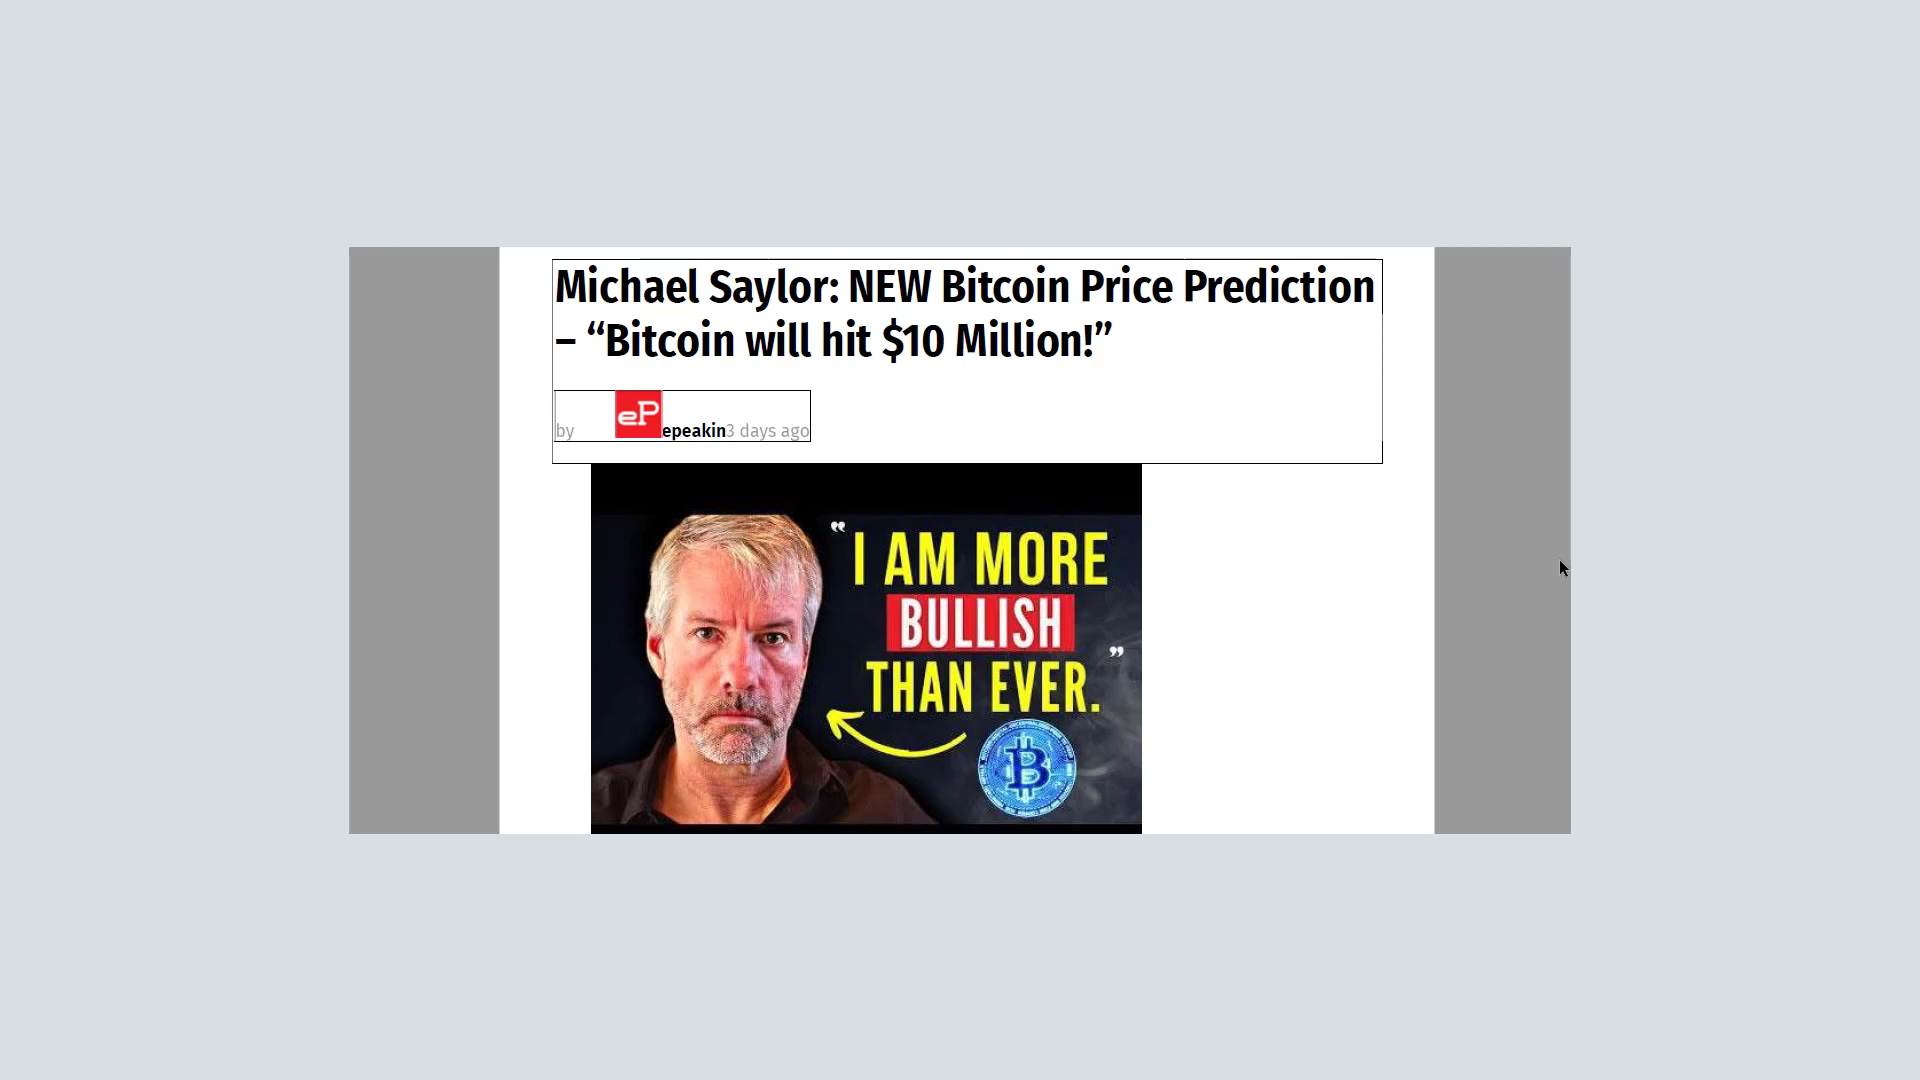 Michael Saylor: NEW Bitcoin Price Prediction
– “Bitcoin will hit $10 Million!”
by eP epeakin3 days ago
“I AM MORE
BULLISH
THAN EVER.”
B